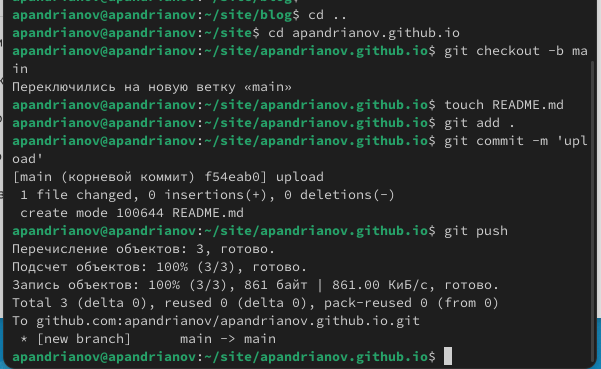 apandrianov@apandrianov:~/site/blog$
apandrianov@apandrianov:~/site/blog$ cd ..
apandrianov@apandrianov:~/site$ cd apandrianov.github.io
apandrianov@apandrianov:~/site/apandrianov.github.io$ git checkout -b ma
in
Переключились на новую ветку «main»
apandrianov@apandrianov:~/site/apandrianov.github.io$ touch README.md
apandrianov@apandrianov:~/site/apandrianov.github.io$ git add .
apandrianov@apandrianov:~/site/apandrianov.github.io$ git commit -m 'upl
oad'
[main (корневой коммит) f54eab0] upload
 1 file changed, 0 insertions(+), 0 deletions(-)
 create mode 100644 README.md
apandrianov@apandrianov:~/site/apandrianov.github.io$ git push
Перечисление объектов: 3, готово.
Подсчет объектов: 100% (3/3), готово.
Запись объектов: 100% (3/3), 861 байт | 861.00 КиБ/с, готово.
Total 3 (delta 0), reused 0 (delta 0), pack-reused 0 (from 0)
To github.com:apandrianov/apandrianov.github.io.git
 * [new branch]      main -> main
apandrianov@apandrianov:~/site/apandrianov.github.io$